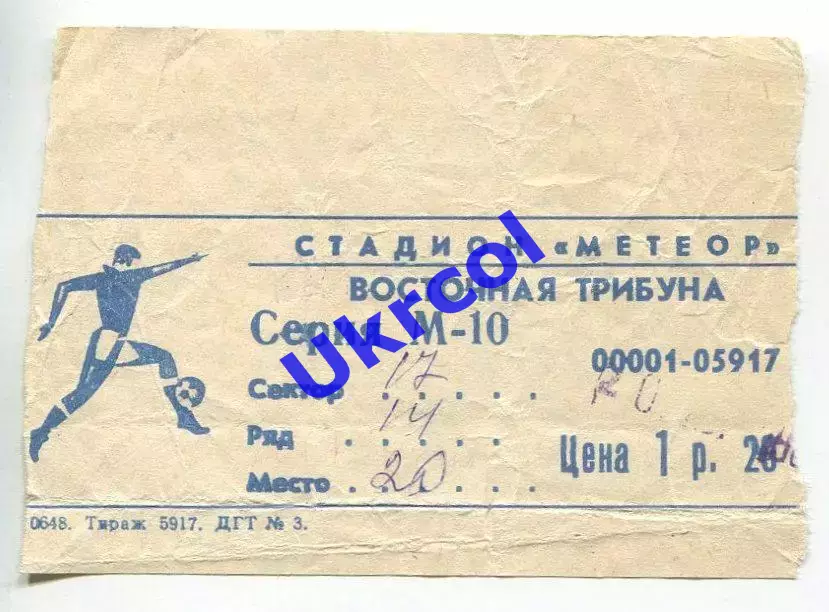 СТАДИОН «МЕТЕОР»
ВОСТОЧНАЯ ТРИБУНА
Серия М-10
00001-05917
Сектор 17
Ряд 14
Место 20
Цена 1 р. 20
0648. Тираж 5917. ДГТ № 3.
Ukrcol